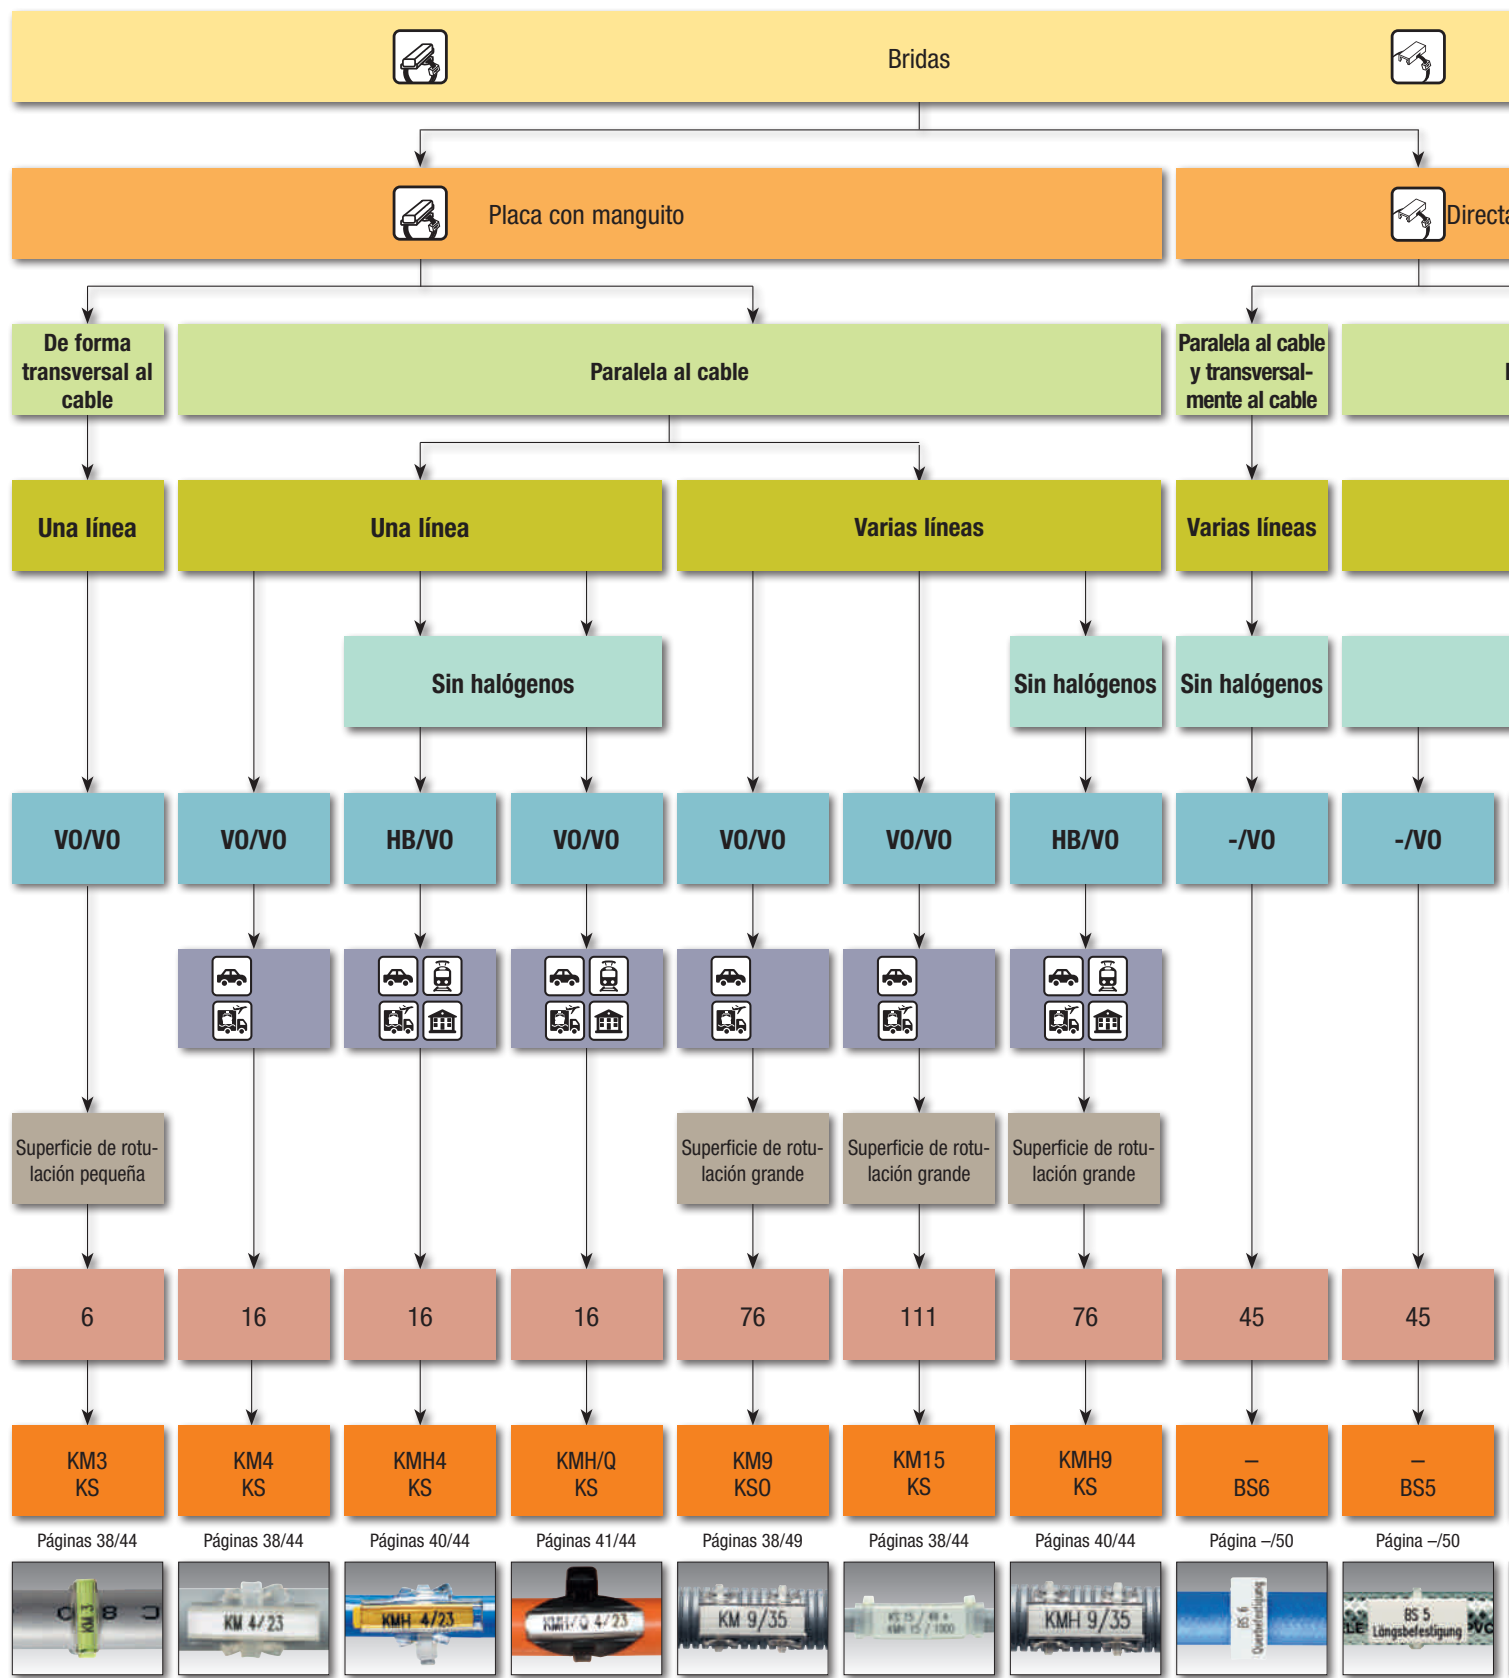 Bridas
Placa con manguito
Directa
De forma
transversal al
cable
Paralela al cable
Paralela al cable
y transversal-
mente al cable
Una línea
Una línea
Varias líneas
Varias líneas
Sin halógenos
Sin halógenos
Sin halógenos
VO/VO
VO/VO
HB/VO
VO/VO
VO/VO
VO/VO
HB/VO
-/VO
-/VO
Superficie de rotu-
lación pequeña
Superficie de rotu-
lación grande
Superficie de rotu-
lación grande
Superficie de rotu-
lación grande
6
16
16
16
76
111
76
45
45
KM3
KS
KM4
KS
KMH4
KS
KMH/Q
KS
KM9
KSO
KM15
KS
KMH9
KS
–
BS6
–
BS5
Páginas 38/44
Páginas 38/44
Páginas 40/44
Páginas 41/44
Páginas 38/49
Páginas 38/44
Páginas 40/44
Página –/50
Página –/50
KM 3
KM 4/23
KMH 4/23
KMH/Q 4/23
KM 9/35
KMH 15 / 1000
KMH 9/35
BS 6
Querbefestigung
BS 5
Längsbefestigung